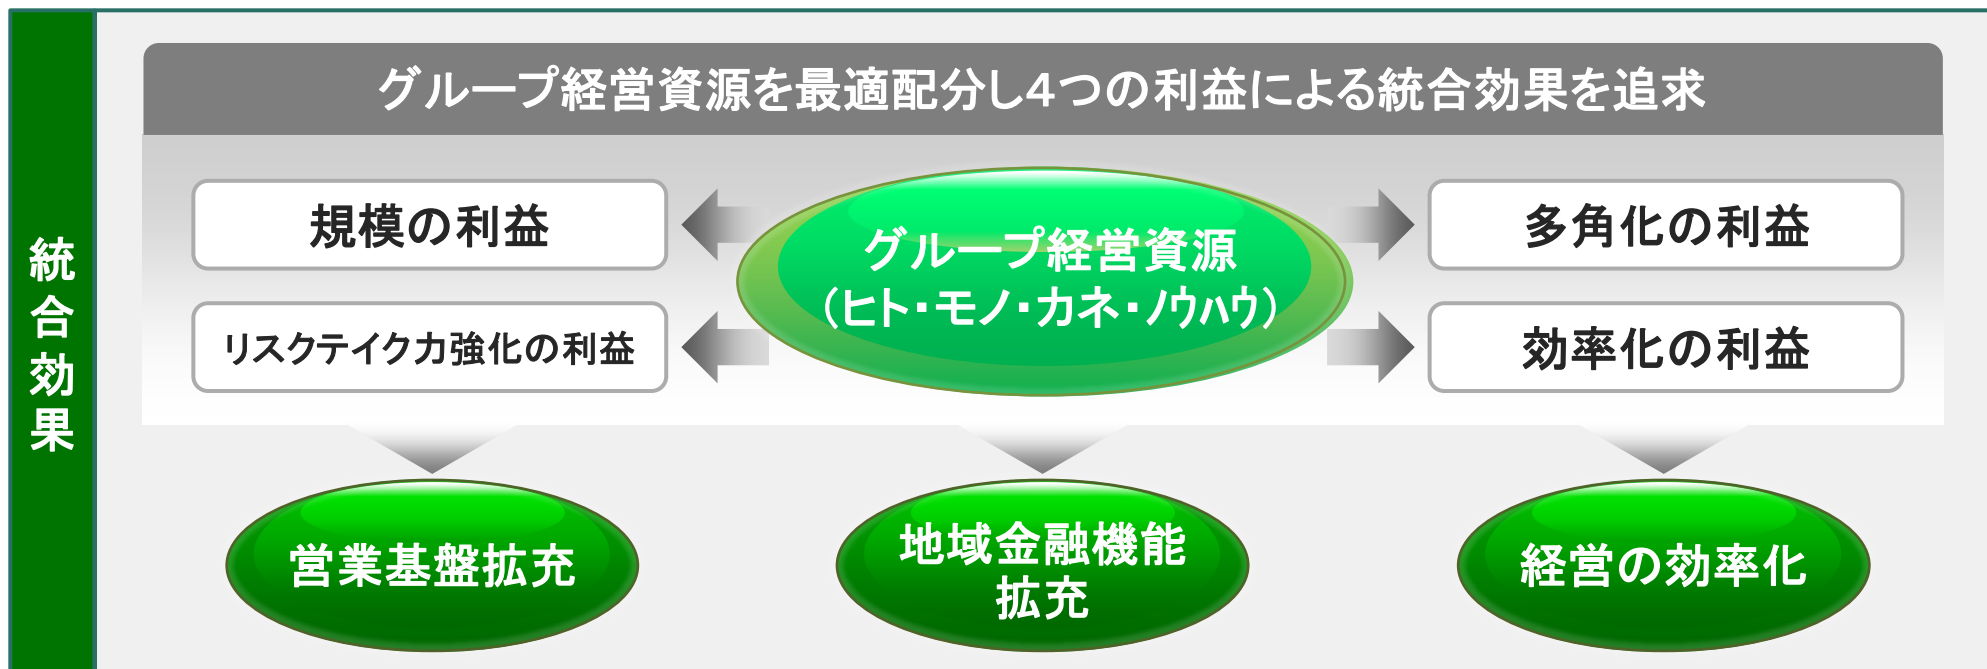 統合効果
グループ経営資源を最適配分し4つの利益による統合効果を追求
規模の利益
グループ経営資源
(ヒト・モノ・カネ・ノウハウ)
多角化の利益
リスクテイク力強化の利益
効率化の利益
営業基盤拡充
地域金融機能
拡充
経営の効率化